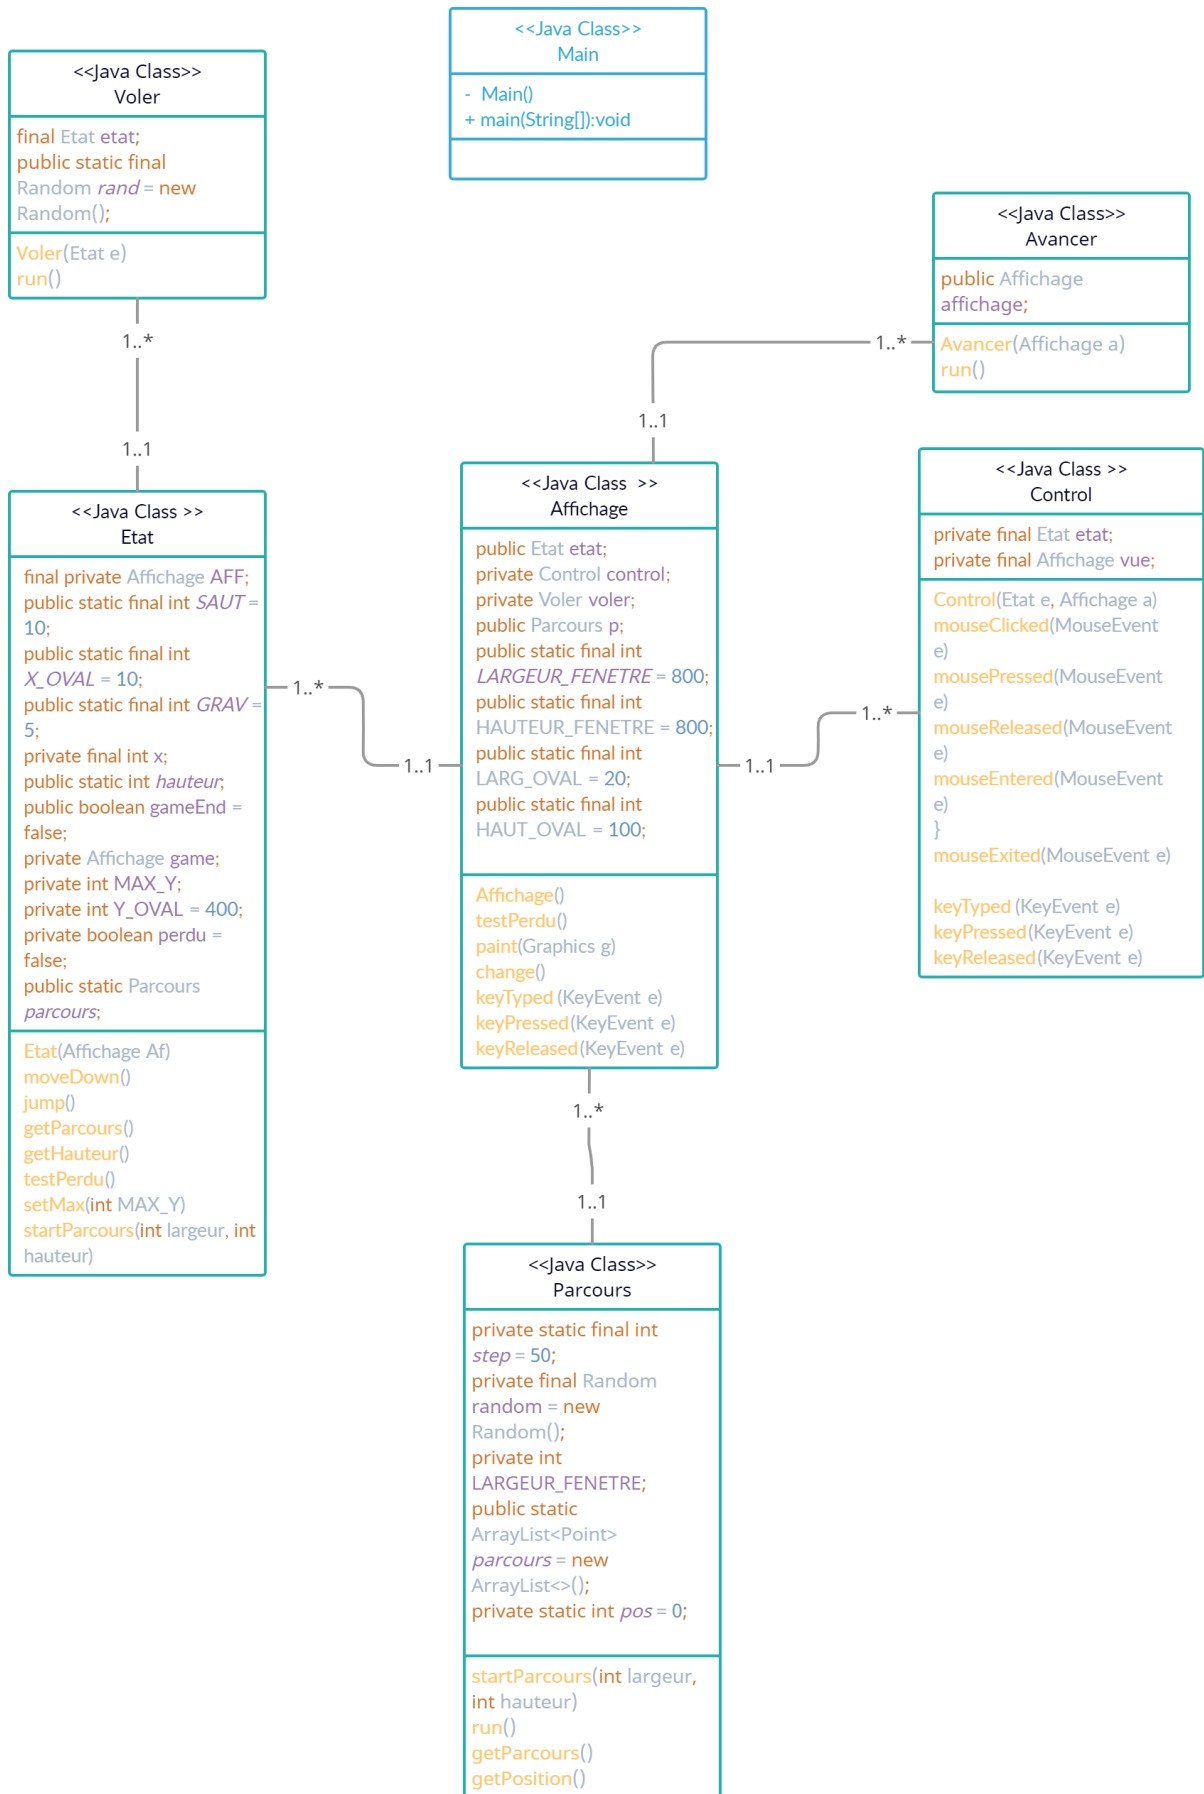 <<Java Class>>
Main
- Main()
+ main(String[]):void
<<Java Class>>
Voler
final Etat etat;
public static final
Random rand = new
Random();
Voler(Etat e)
run()
1..*
1..1
<<Java Class>>
Avancer
public Affichage
affichage;
Avancer(Affichage a)
run()
1..*
1..1
<<Java Class >>
Etat
final private Affichage AFF;
public static final int SAUT =
10;
public static final int
X_OVAL = 10;
public static final int GRAV =
5;
private final int x;
public static int hauteur;
public boolean gameEnd =
false;
private Affichage game;
private int MAX_Y;
private int Y_OVAL = 400;
private boolean perdu =
false;
public static Parcours
parcours;
Etat(Affichage Af)
moveDown()
jump()
getParcours()
getHauteur()
testPerdu()
setMax(int MAX_Y)
startParcours(int largeur, int
hauteur)
1..*
1..1
<<Java Class >>
Affichage
public Etat etat;
private Control control;
private Voler voler;
public Parcours p;
public static final int
LARGEUR_FENETRE = 800;
public static final int
HAUTEUR_FENETRE = 800;
public static final int
LARG_OVAL = 20;
public static final int
HAUT_OVAL = 100;
Affichage()
testPerdu()
paint(Graphics g)
change()
keyTyped (KeyEvent e)
keyPressed(KeyEvent e)
keyReleased(KeyEvent e)
1..1
1..*
<<Java Class >>
Control
private final Etat etat;
private final Affichage vue;
Control(Etat e, Affichage a)
mouseClicked(MouseEvent
e)
mousePressed(MouseEvent
e)
mouseReleased(MouseEvent
e)
mouseEntered(MouseEvent
e)
}
mouseExited(MouseEvent e)
keyTyped (KeyEvent e)
keyPressed(KeyEvent e)
keyReleased(KeyEvent e)
1..*
1..1
<<Java Class>>
Parcours
private static final int
step = 50;
private final Random
random = new
Random();
private int
LARGEUR_FENETRE;
public static
ArrayList<Point>
parcours = new
ArrayList<>();
private static int pos = 0;
startParcours(int largeur,
int hauteur)
run()
getParcours()
getPosition()